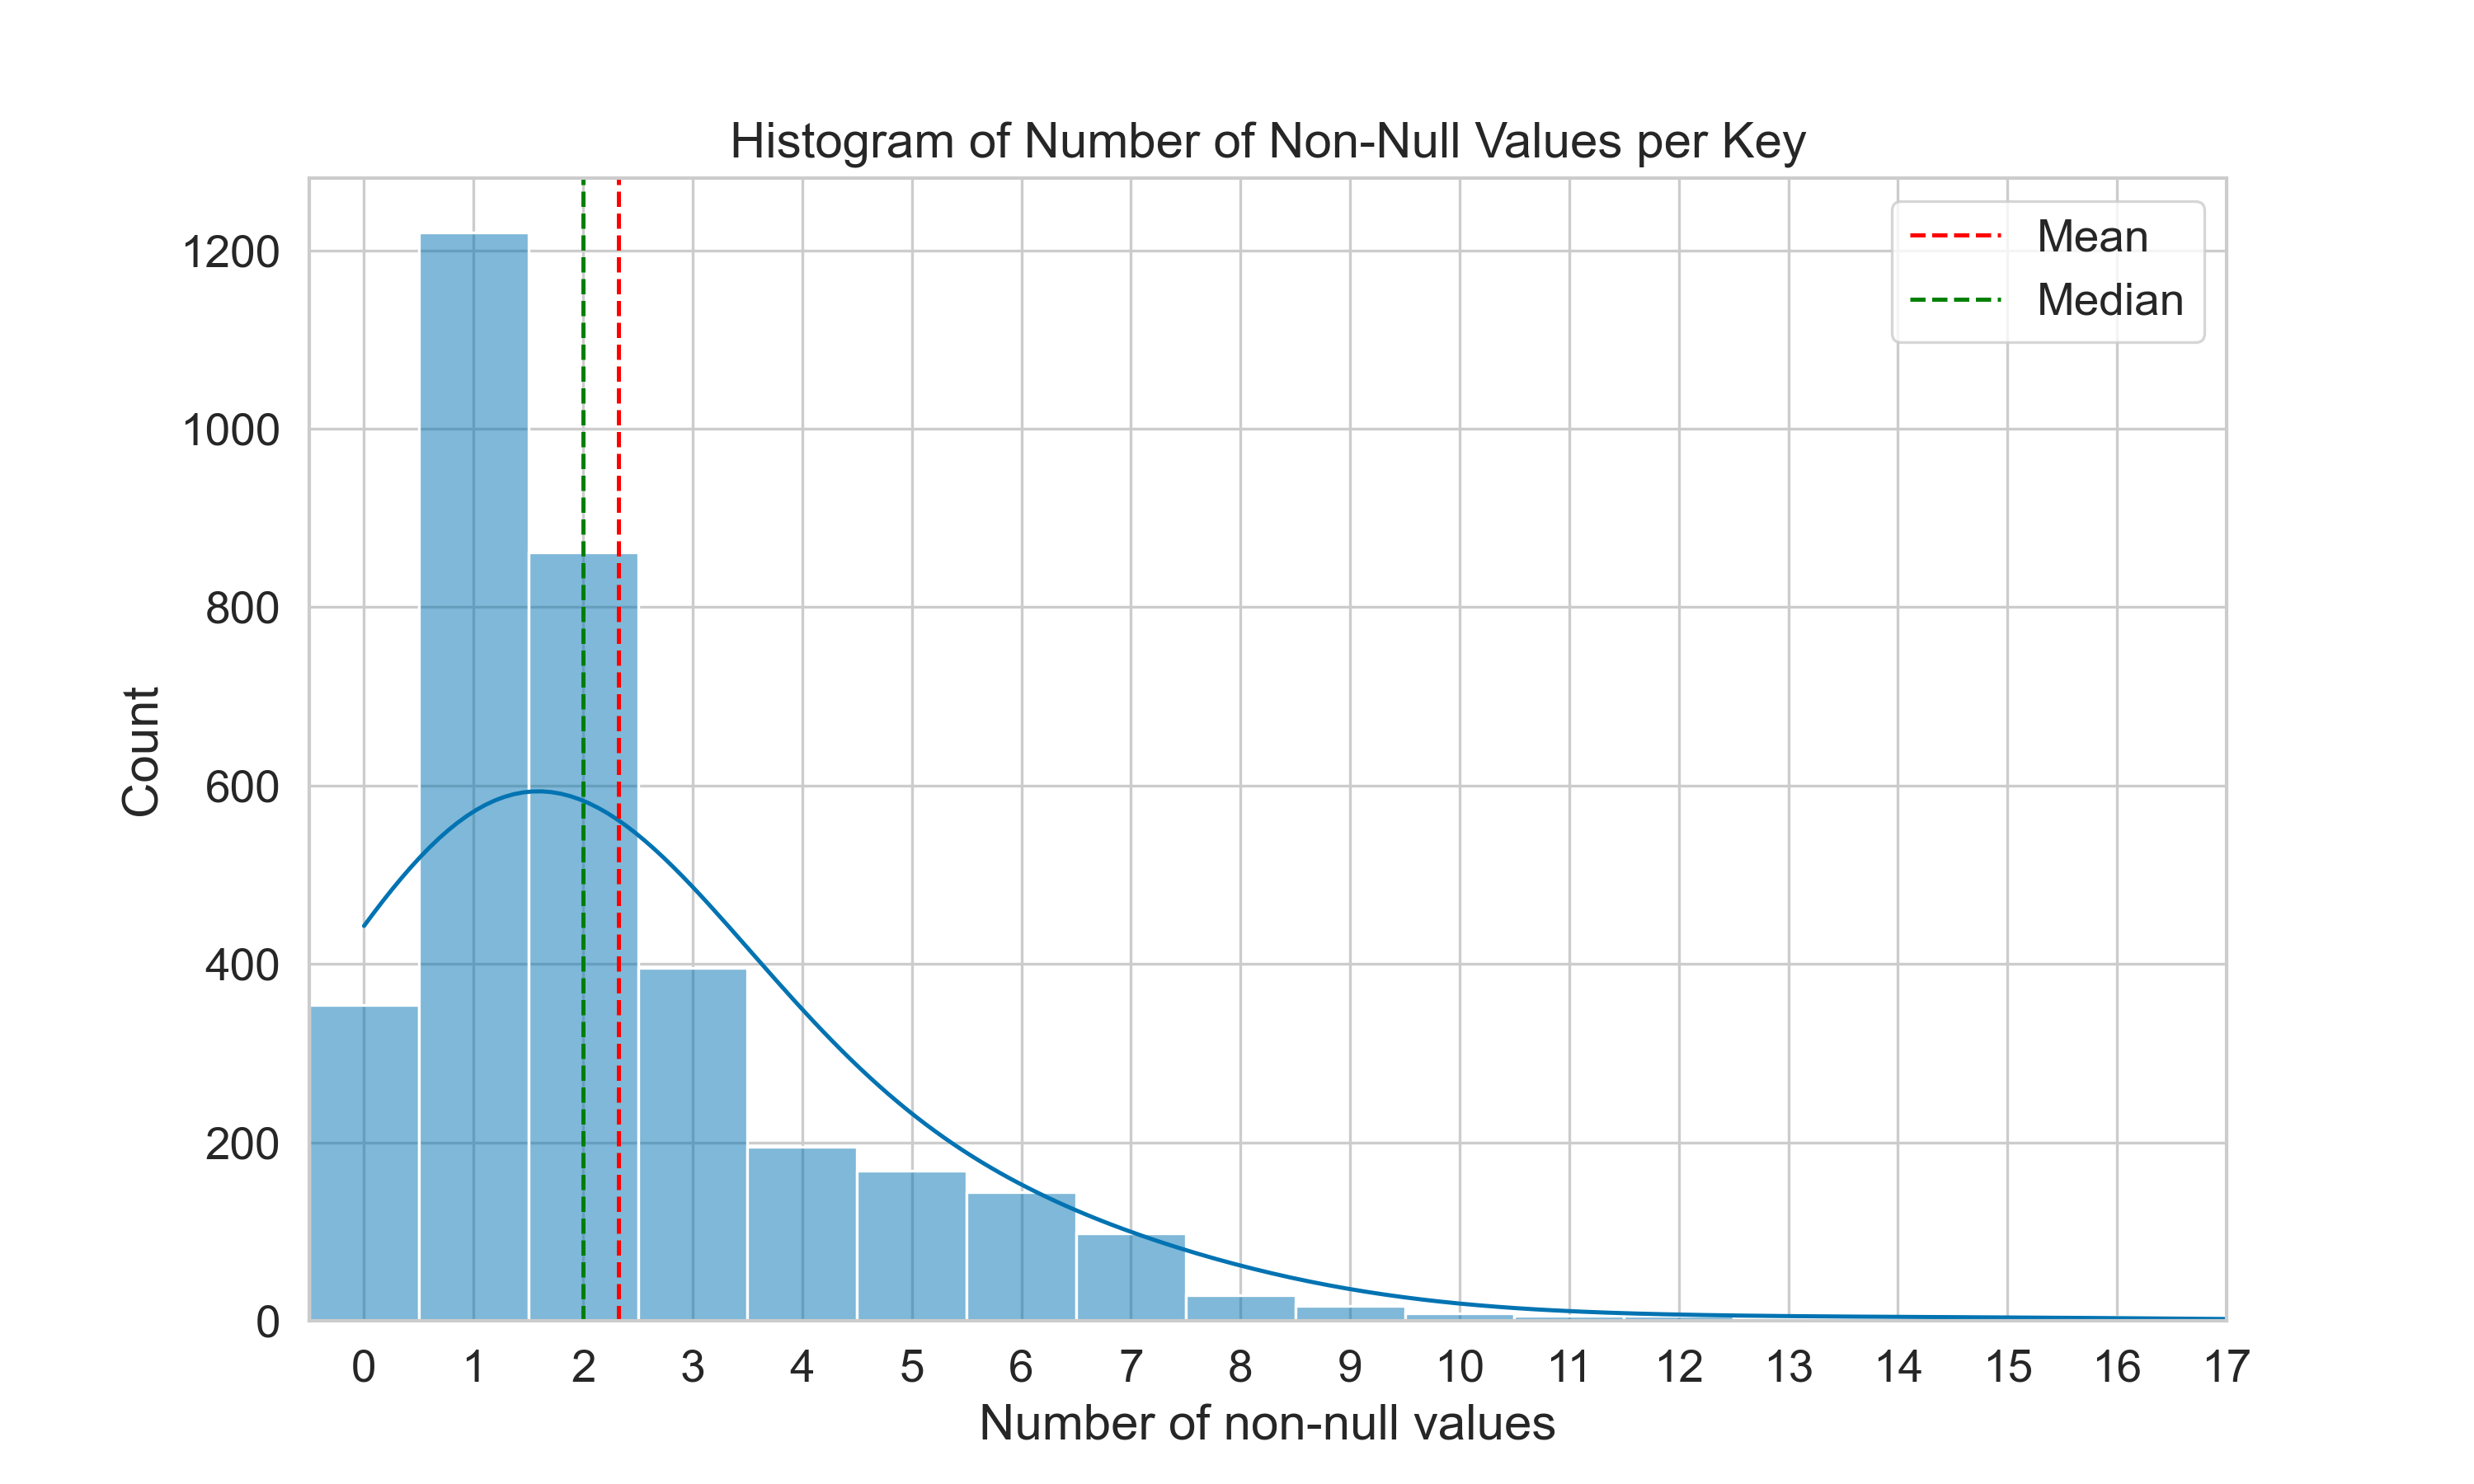 Histogram of Number of Non-Null Values per Key
Mean
Median
1200
1000
800
600
400
200
0
Count
0 1 2 3 4 5 6 7 8 9 10 11 12 13 14 15 16 17
Number of non-null values